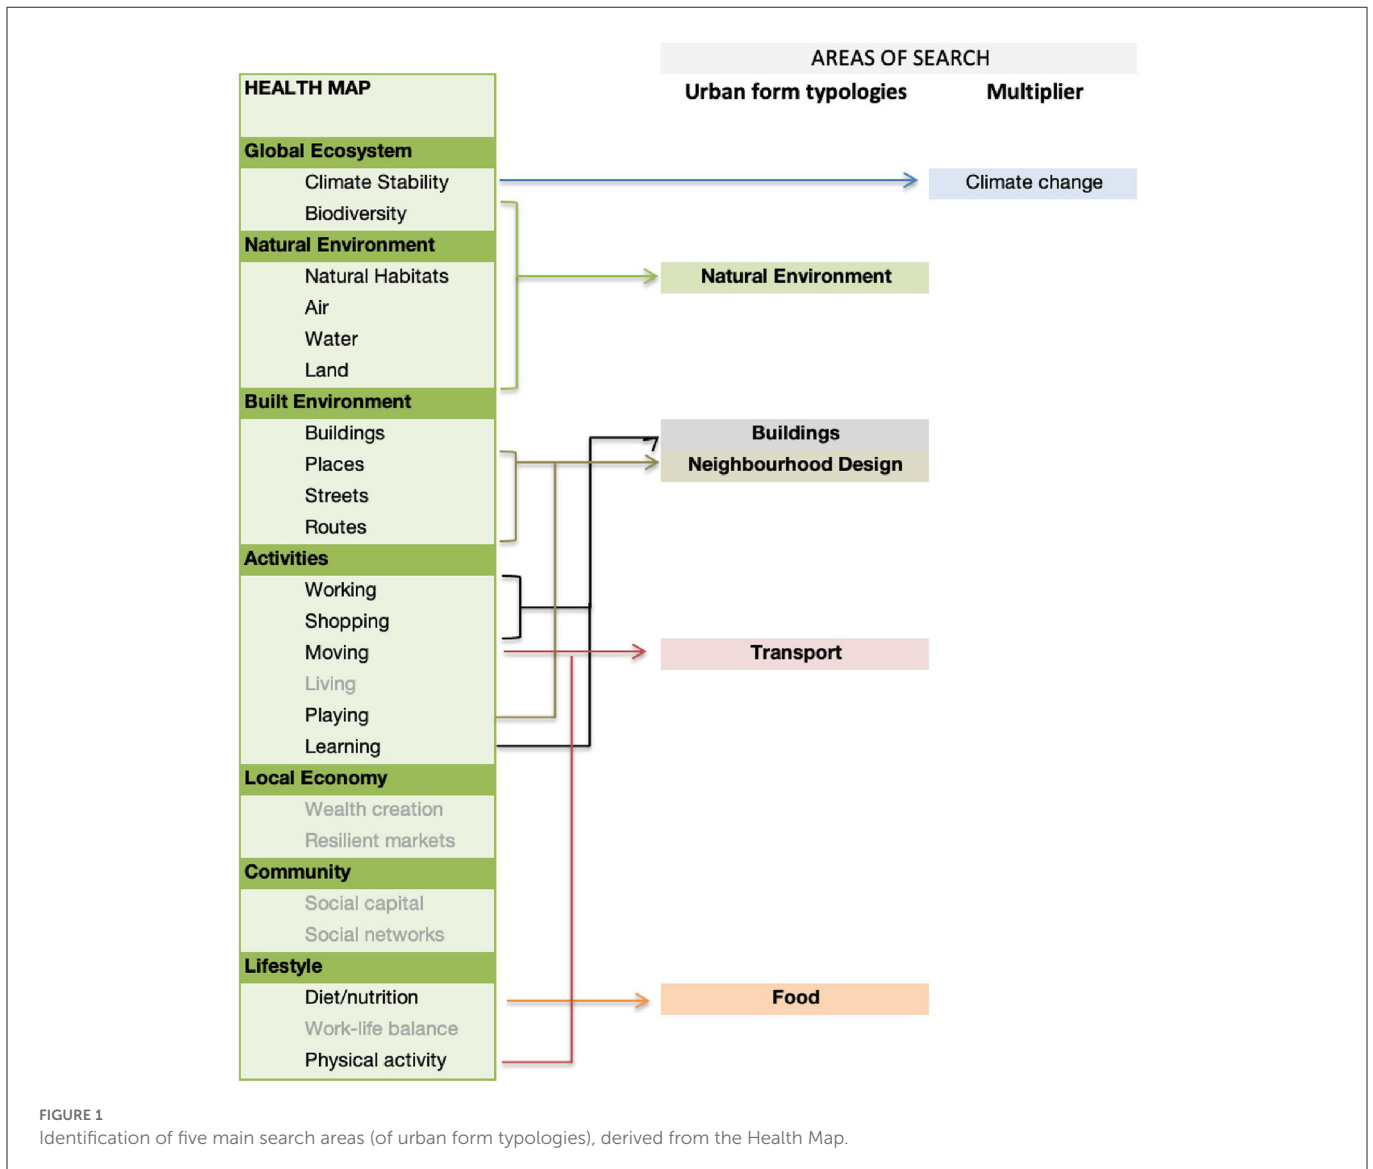 AREAS OF SEARCH
HEALTH MAP
Urban form typologies
Multiplier
Global Ecosystem
Climate Stability
Climate change
Biodiversity
Natural Environment
Natural Habitats
Natural Environment
Air
Water
Land
Built Environment
Buildings
Buildings
Places
Neighbourhood Design
Streets
Routes
Activities
Working
Shopping
Moving
Transport
Living
Playing
Learning
Local Economy
Wealth creation
Resilient markets
Community
Social capital
Social networks
Lifestyle
Diet/nutrition
Food
Work-life balance
Physical activity
FIGURE 1
Identification of five main search areas (of urban form typologies), derived from the Health Map.